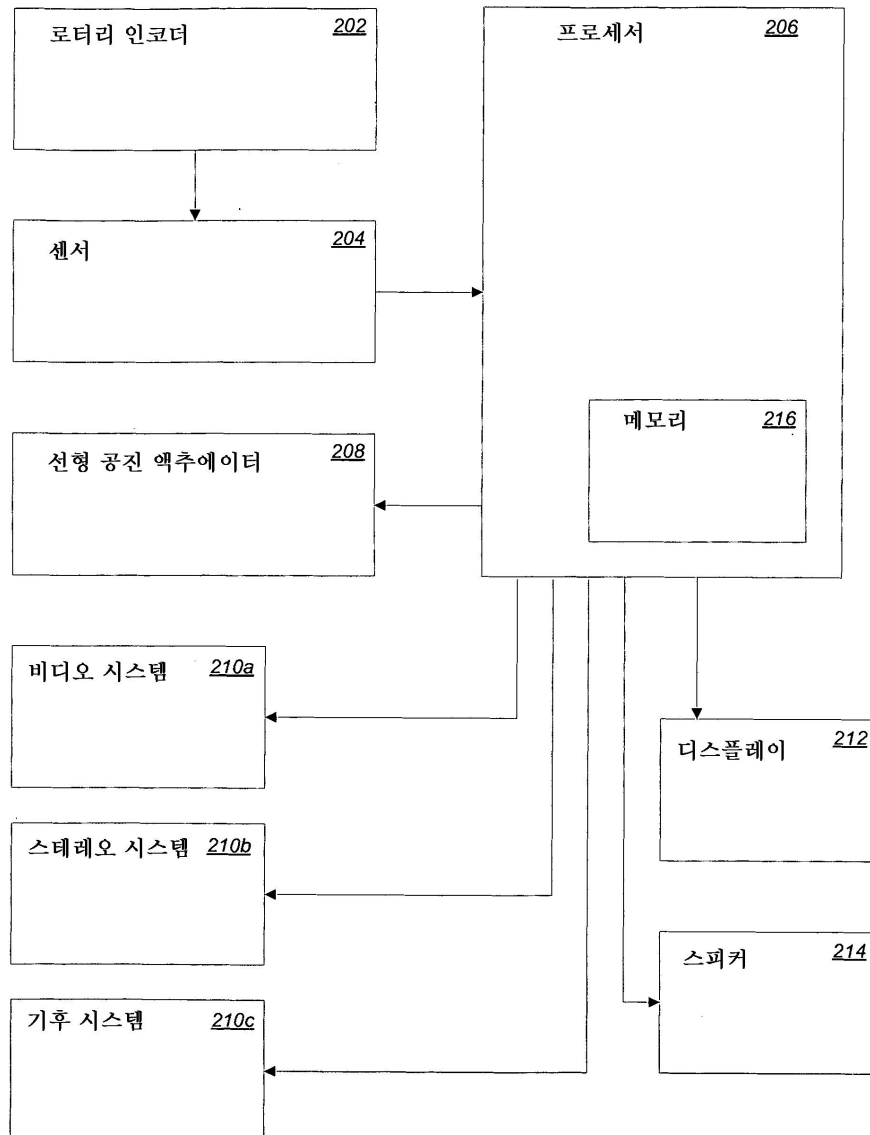 로터리 인코더 202
프로세서 206
센서 204
메모리 216
선형 공진 액추에이터 208
비디오 시스템 210a
디스플레이 212
스테레오 시스템 210b
스피커 214
기후 시스템 210c